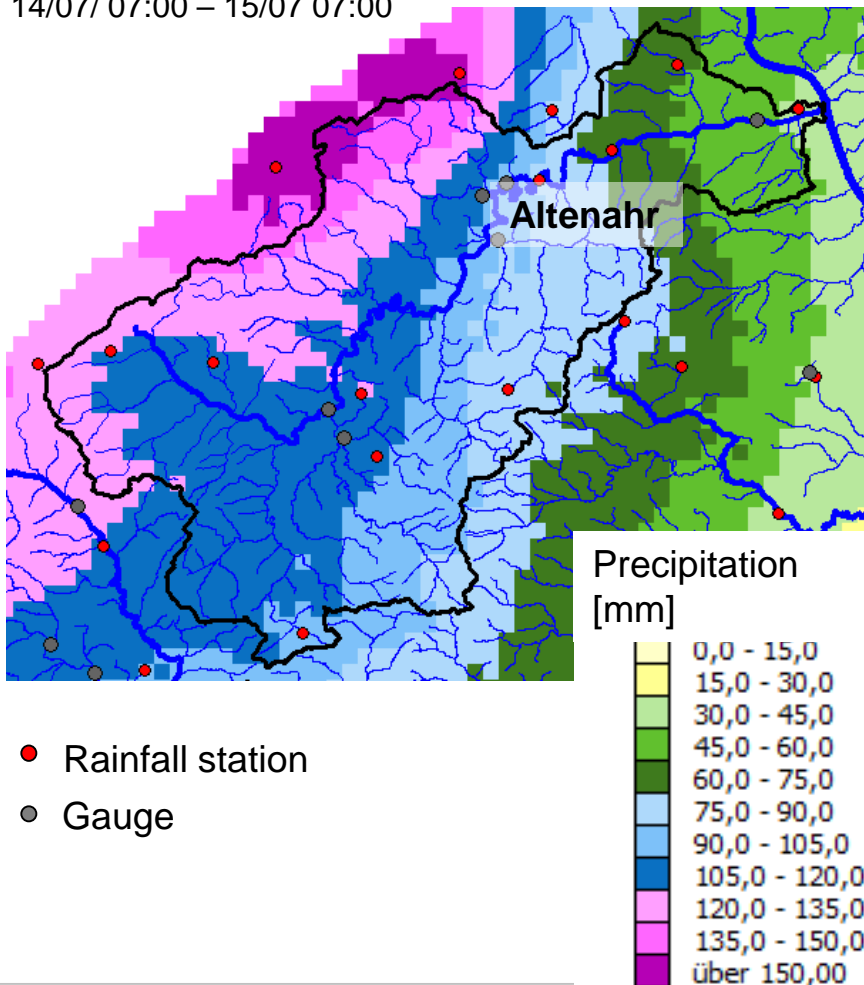 14/07/ 07:00 – 15/07 07:00
Altenahr
Precipitation
[mm]
0,0 - 15,0
15,0 - 30,0
30,0 - 45,0
45,0 - 60,0
60,0 - 75,0
75,0 - 90,0
90,0 - 105,0
105,0 - 120,0
120,0 - 135,0
135,0 - 150,0
über 150,00
Rainfall station
Gauge